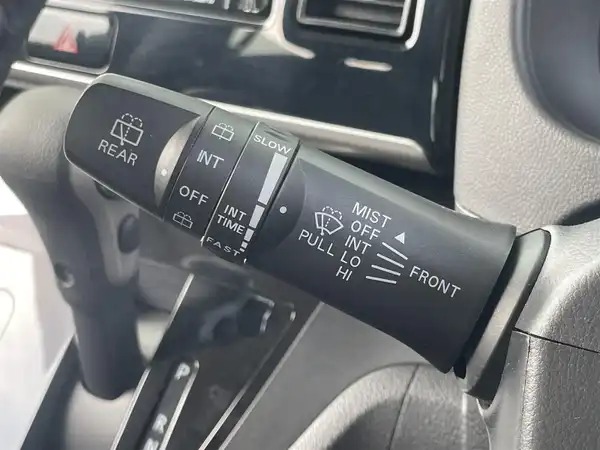 REAR
INT
OFF
SLOW
INT
TIME
FAST
PULL
MIST
OFF
INT
LO
HI
FRONT
P
R
N